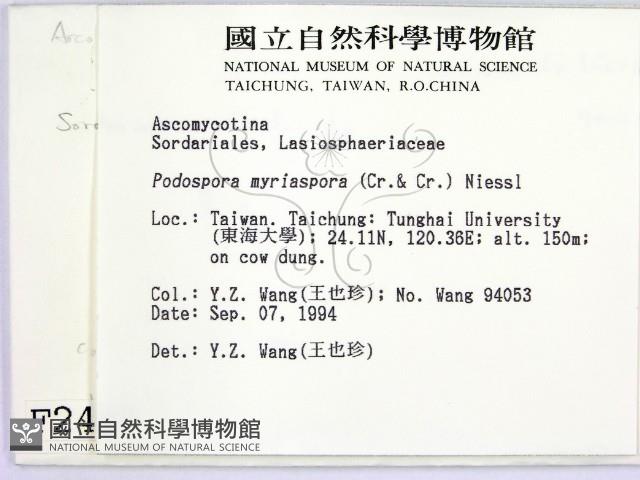 國立自然科學博物館
NATIONAL MUSEUM OF NATURAL SCIENCE
TAICHUNG, TAIWAN, R.O.CHINA
Ascomycotina
Sordariales, Lasiosphaeriaceae
Podospora myriaspora (Cr.& Cr.) Niessl
Loc.: Taiwan. Taichung: Tunghai University
(東海大學); 24.11N, 120.36E; alt. 150m;
on cow dung.
Col.: Y.Z. Wang(王也珍); No. Wang 94053
Date: Sep. 07, 1994
Det.: Y.Z. Wang(王也珍)
F24
國立自然科學博物館
NATIONAL MUSEUM OF NATURAL SCIENCE